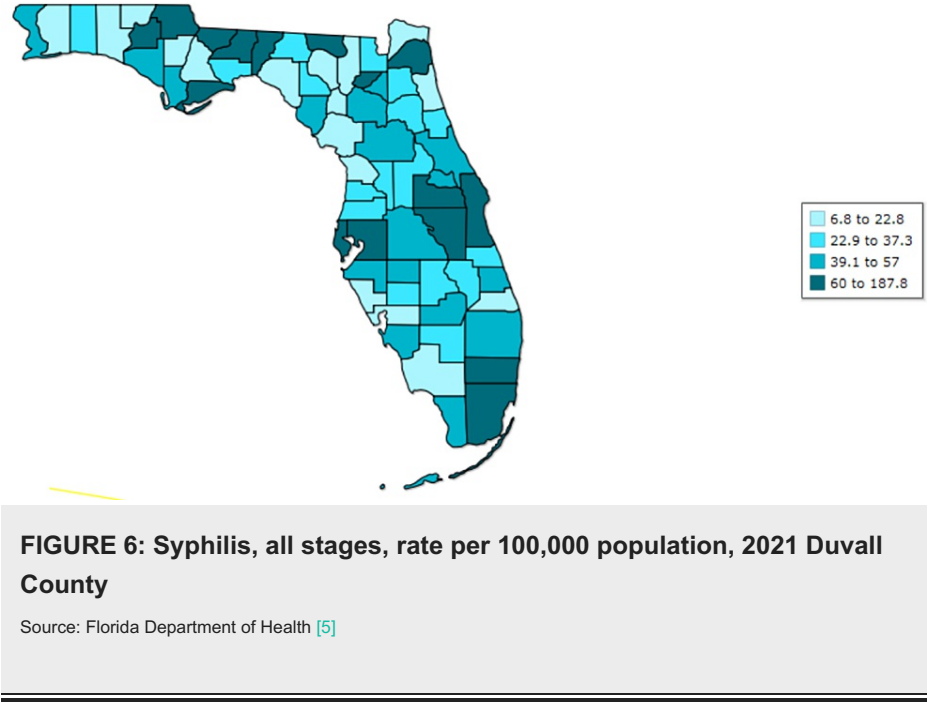 6.8 to 22.8
22.9 to 37.3
39.1 to 57
60 to 187.8
FIGURE 6: Syphilis, all stages, rate per 100,000 population, 2021 Duvall
County
Source: Florida Department of Health [5]